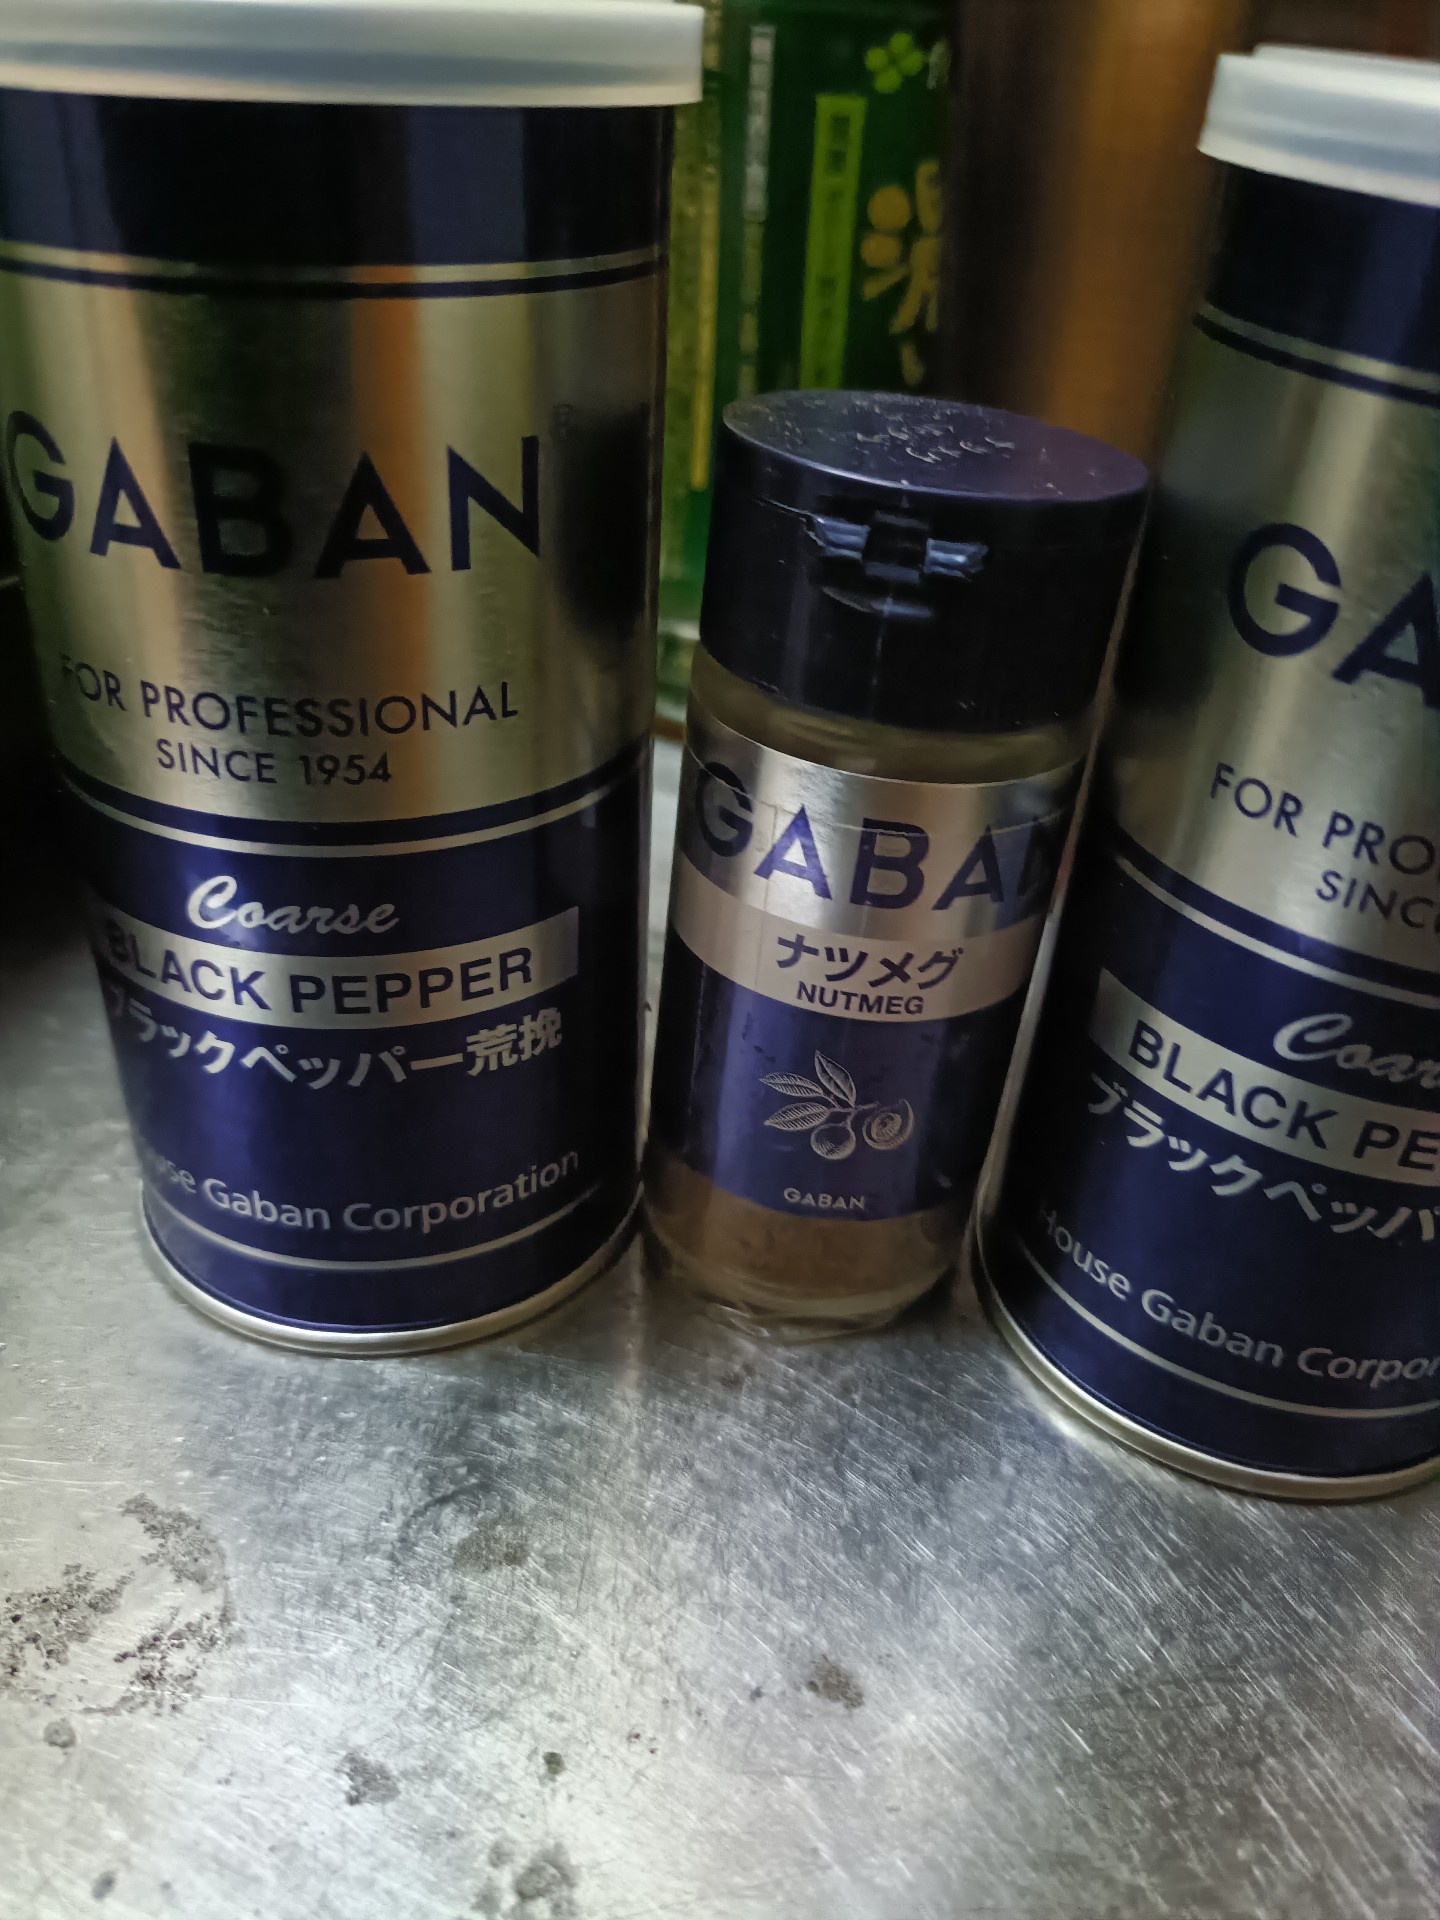 GABAN
FOR PROFESSIONAL
SINCE 1954
Coarse
BLACK PEPPER
ブラックペッパー荒挽
Gaban Corporation
GABAN
ナツメグ
NUTMEG
GABAN
GA
FOR PRO
SINC
Coar
BLACK PE
ブラックペッパ
House Gaban Corpor